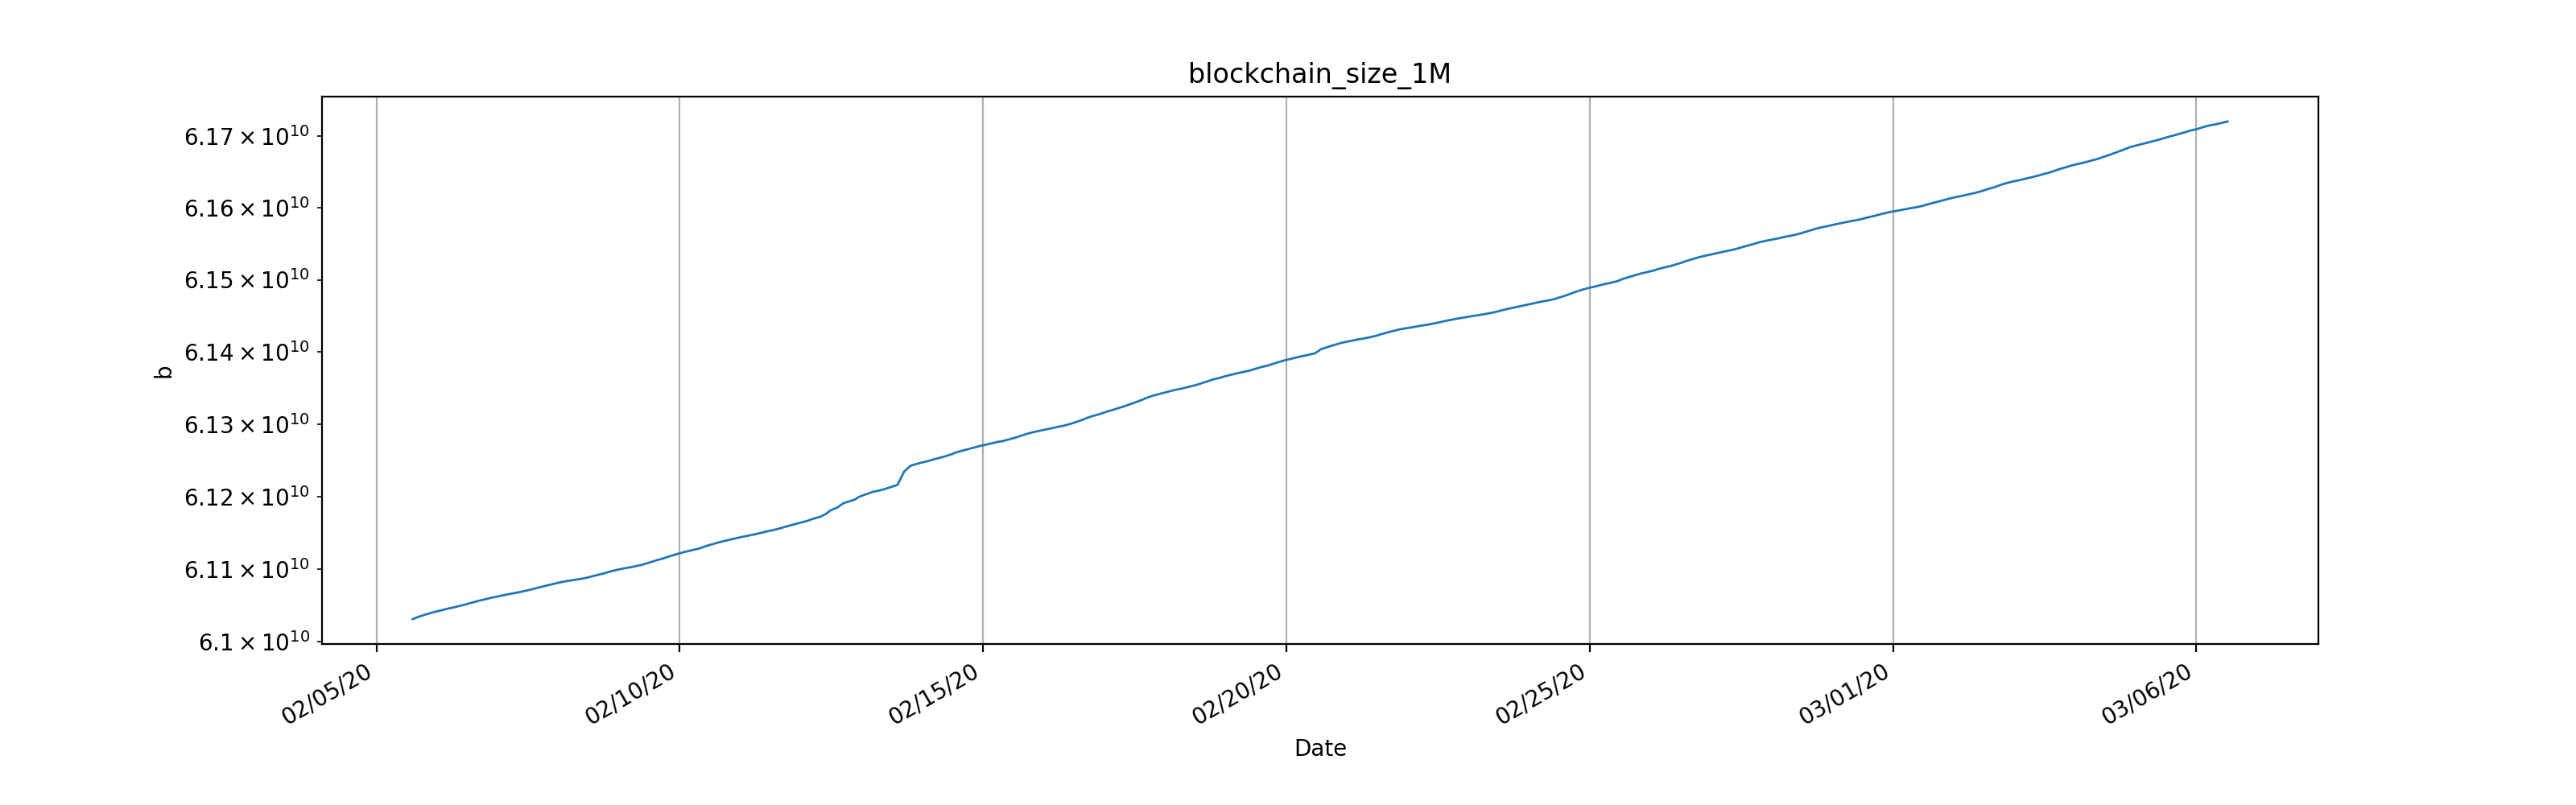 blockchain_size_1M
6.17 × 10¹⁰
6.16 × 10¹⁰
6.15 × 10¹⁰
6.14 × 10¹⁰
6.13 × 10¹⁰
6.12 × 10¹⁰
6.11 × 10¹⁰
6.1 × 10¹⁰
b
02/05/20
02/10/20
02/15/20
02/20/20
02/25/20
03/01/20
03/06/20
Date